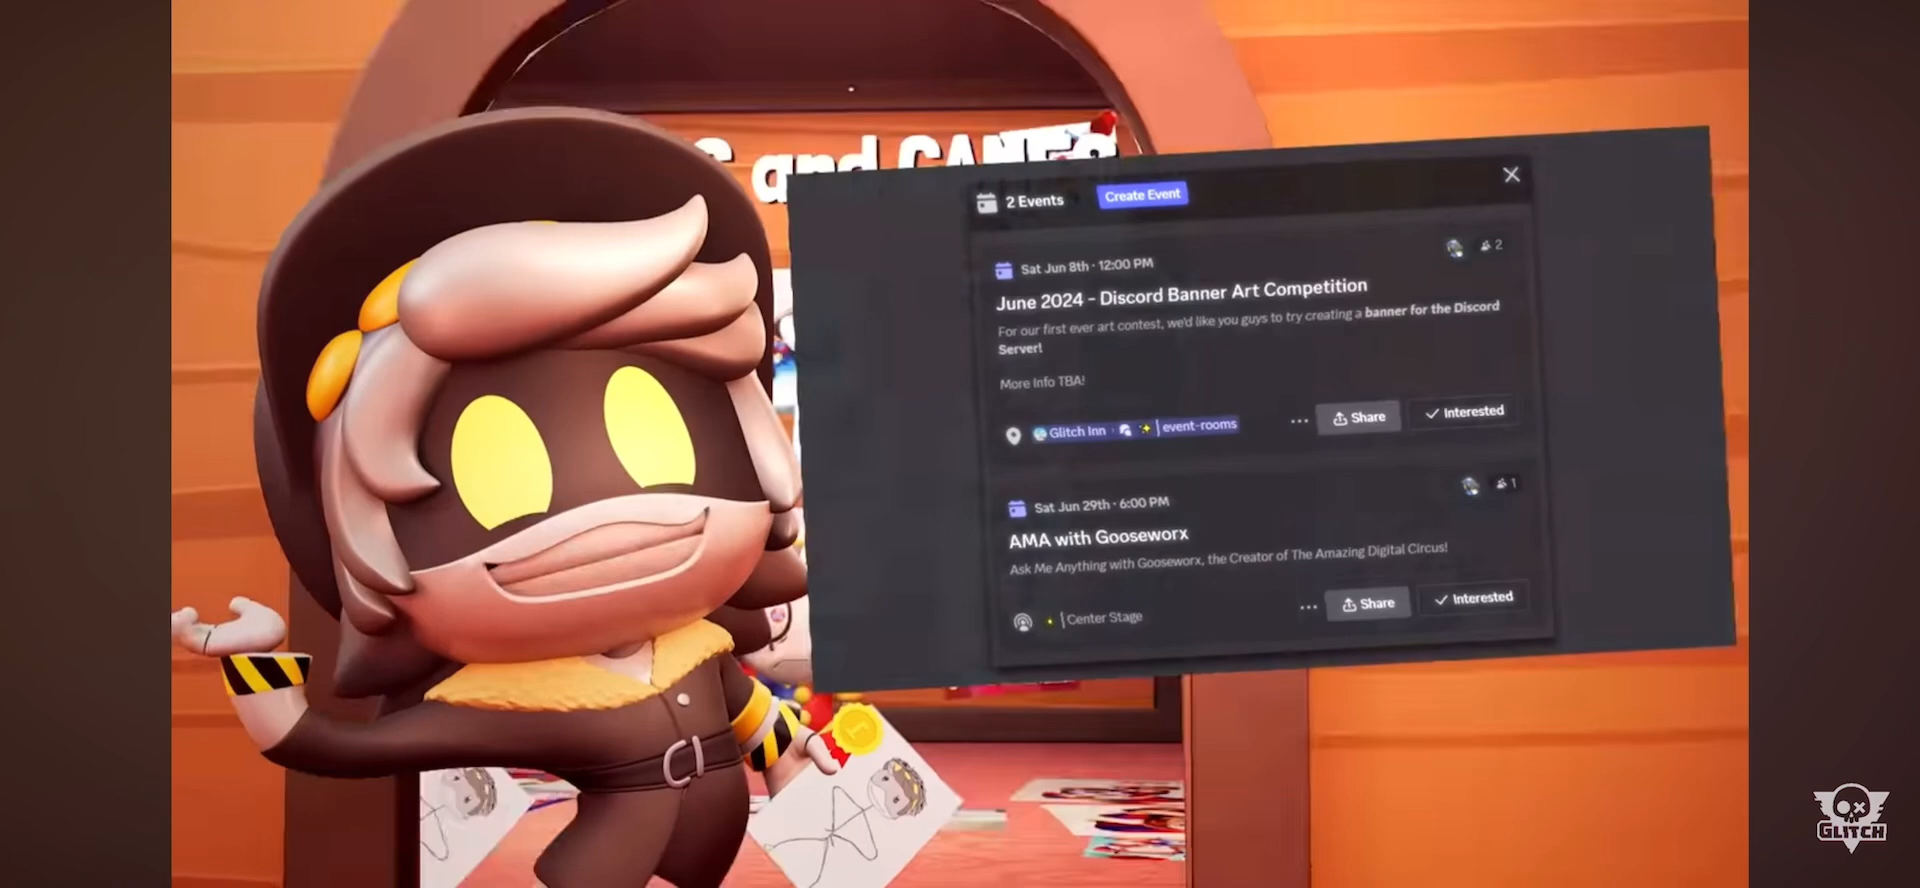 and GAMES
2 Events
Create Event
Sat Jun 8th · 12:00 PM
2
June 2024 - Discord Banner Art Competition
For our first ever art contest, we'd like you guys to try creating a banner for the Discord
Server!
More Info TBA!
Glitch Inn
event-rooms
Share
Interested
Sat Jun 29th · 6:00 PM
1
AMA with Gooseworx
Ask Me Anything with Gooseworx, the Creator of The Amazing Digital Circus!
Center Stage
Share
Interested
GLITCH